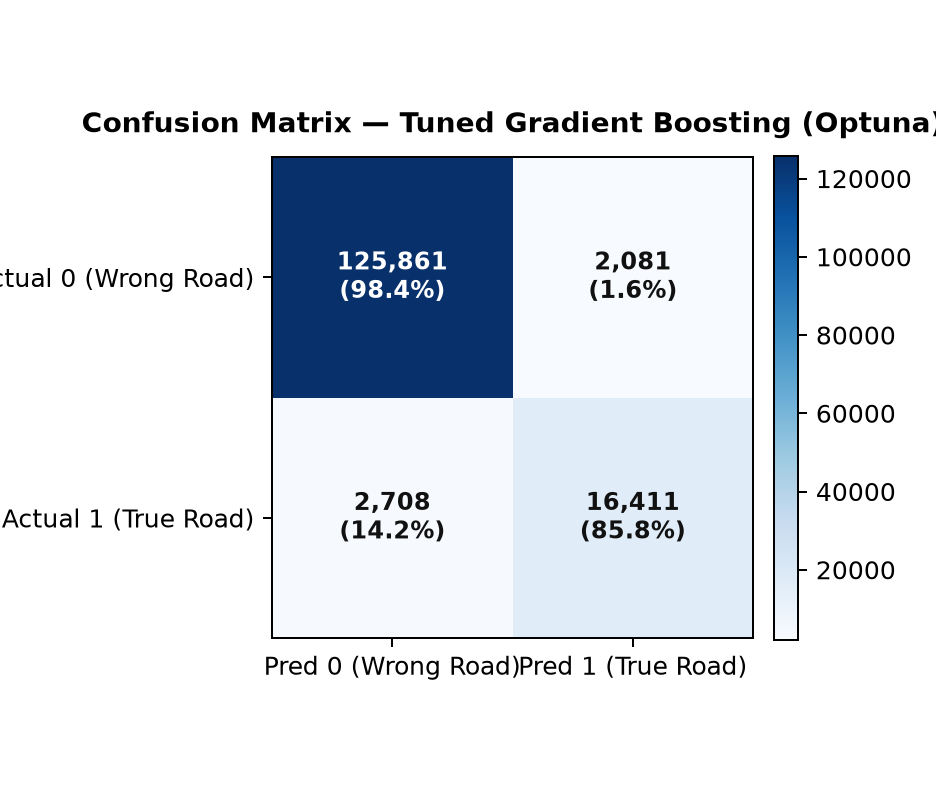 Confusion Matrix — Tuned Gradient Boosting (Optuna)
125,861
(98.4%)
2,081
(1.6%)
ctual 0 (Wrong Road)
2,708
(14.2%)
16,411
(85.8%)
Actual 1 (True Road)
Pred 0 (Wrong Road)
Pred 1 (True Road)
120000
100000
80000
60000
40000
20000